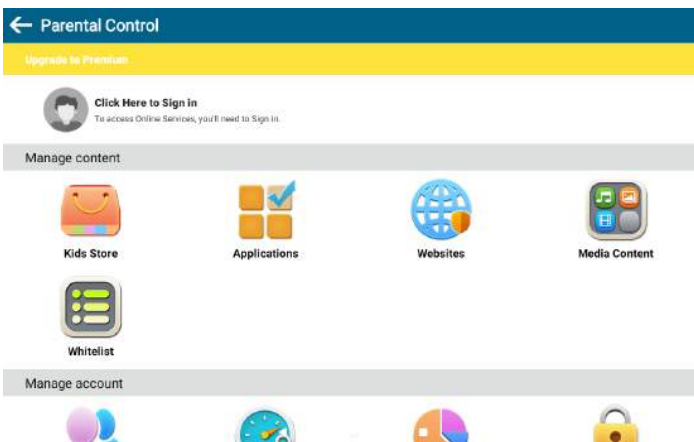 Parental Control
Upgrade to Premium
Click Here to Sign in
To access Online Services, you'll need to Sign in.
Manage content
Kids Store
Applications
Websites
Media Content
Whitelist
Manage account